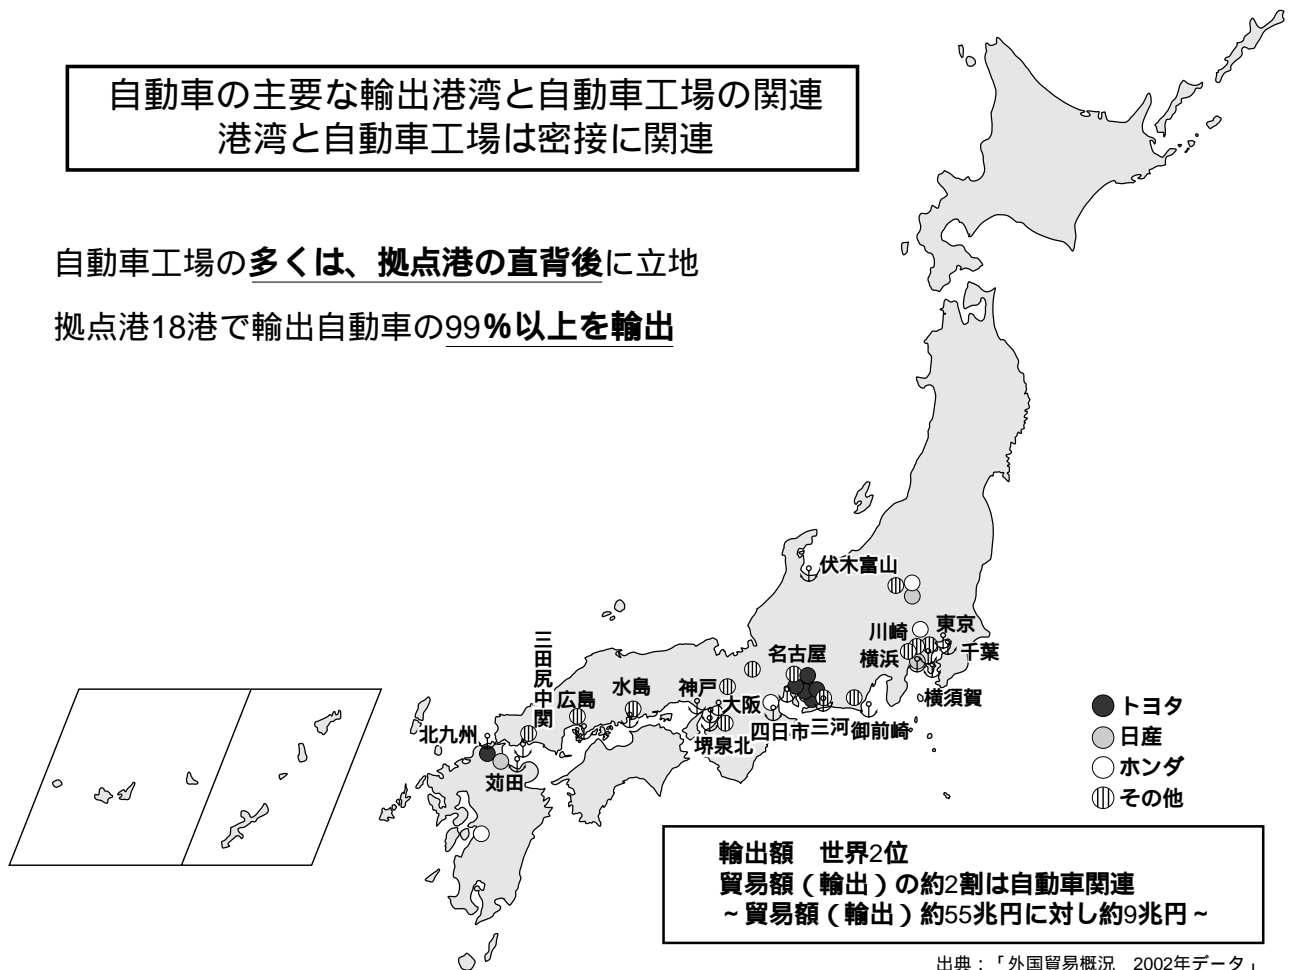 自動車の主要な輸出港湾と自動車工場の関連
港湾と自動車工場は密接に関連
自動車工場の多くは、拠点港の直背後に立地
拠点港18港で輸出自動車の99%以上を輸出
伏木富山
川崎
東京
横浜
千葉
横須賀
名古屋
三田尻中関
広島
水島
神戸
大阪
堺泉北
四日市
三河
御前崎
北九州
苅田
トヨタ
日産
ホンダ
その他
輸出額　世界2位
貿易額（輸出）の約2割は自動車関連
~貿易額（輸出）約55兆円に対し約9兆円~
出典：「外国貿易概況　2002年データ」